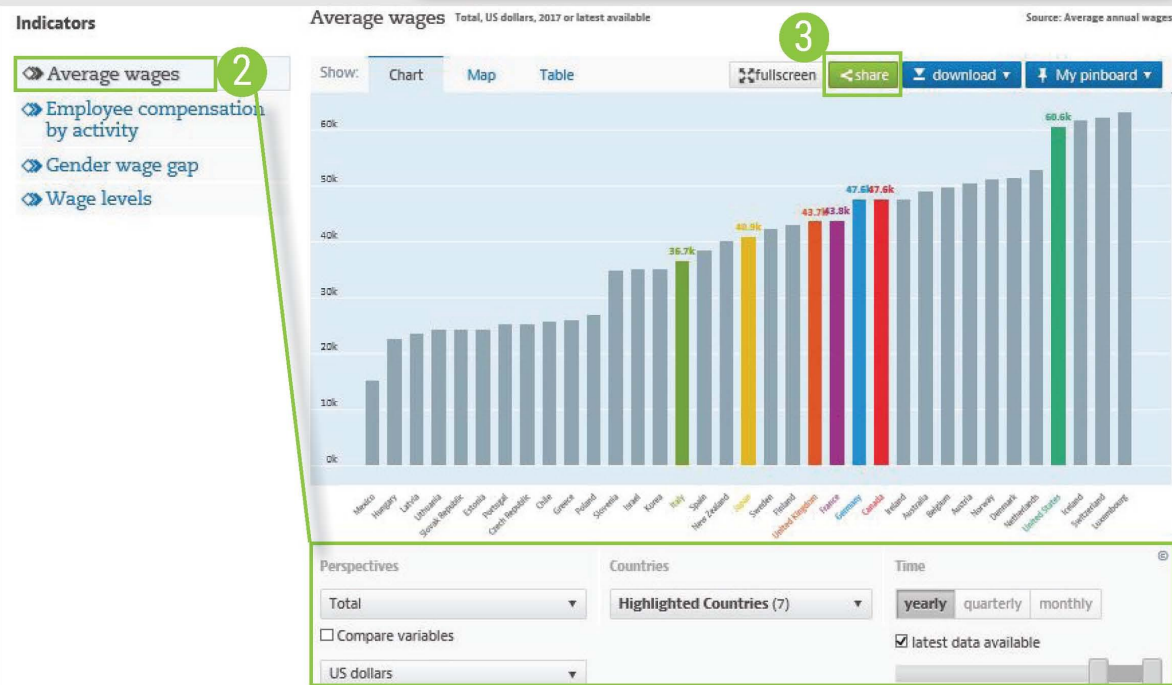 Indicators
Average wages Total, US dollars, 2017 or latest available
Source: Average annual wages
2
Average wages
Employee compensation
by activity
Gender wage gap
Wage levels
3
Show: Chart Map Table
fullscreen share download My pinboard
60k
50k
40k
30k
20k
10k
0k
36.7k
40.9k
43.7k
43.8k
47.6k
47.6k
60.6k
Mexico
Hungary
Latvia
Lithuania
Slovak Republic
Estonia
Portugal
Czech Republic
Chile
Greece
Poland
Slovenia
Israel
Korea
Italy
Spain
New Zealand
Japan
Sweden
Finland
United Kingdom
France
Germany
Canada
Ireland
Australia
Belgium
Austria
Norway
Denmark
Netherlands
United States
Iceland
Switzerland
Luxembourg
©
Perspectives
Total
Compare variables
US dollars
Countries
Highlighted Countries (7)
Time
yearly quarterly monthly
latest data available